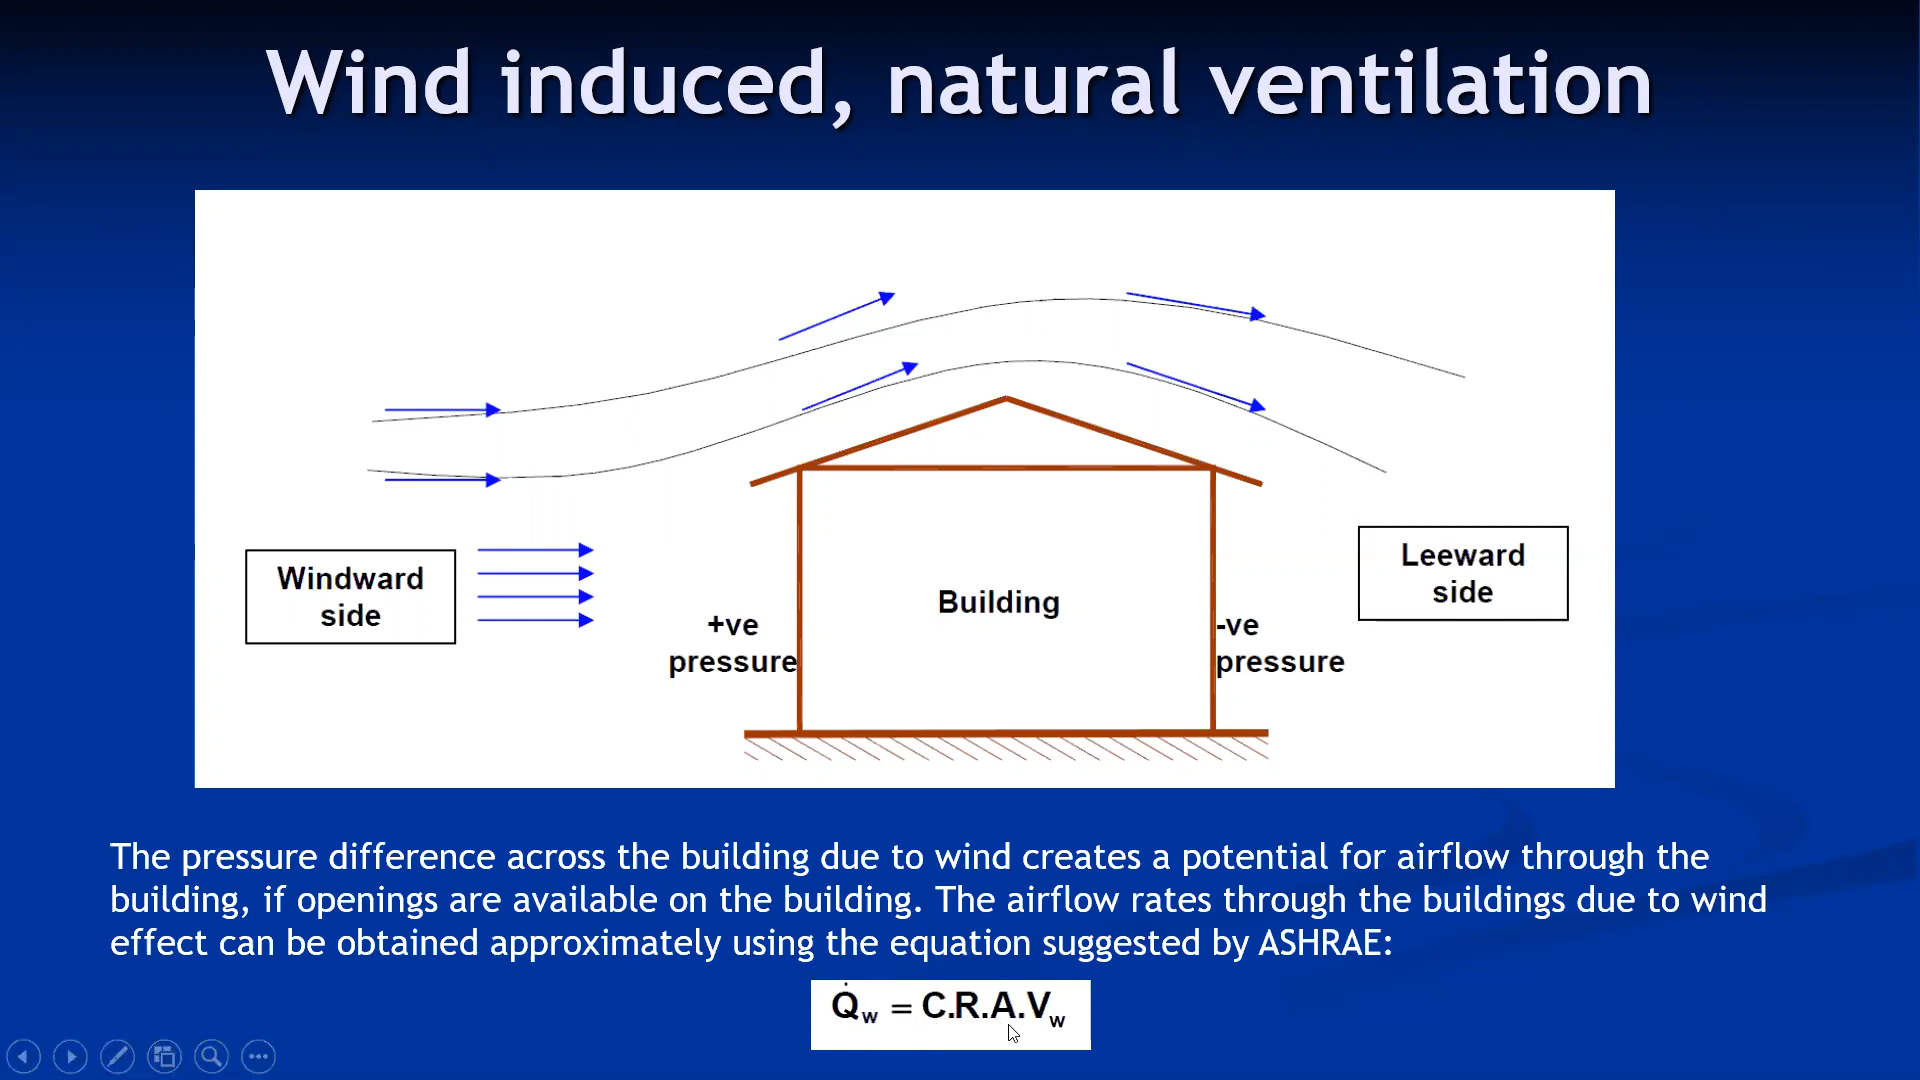 Wind induced, natural ventilation
Windward
side
+ve
pressure
Building
-ve
pressure
Leeward
side
The pressure difference across the building due to wind creates a potential for airflow through the
building, if openings are available on the building. The airflow rates through the buildings due to wind
effect can be obtained approximately using the equation suggested by ASHRAE:
Q̇w = C.R.A.Vw